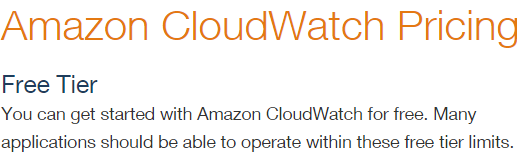 Amazon CloudWatch Pricing
Free Tier
You can get started with Amazon CloudWatch for free. Many
applications should be able to operate within these free tier limits.